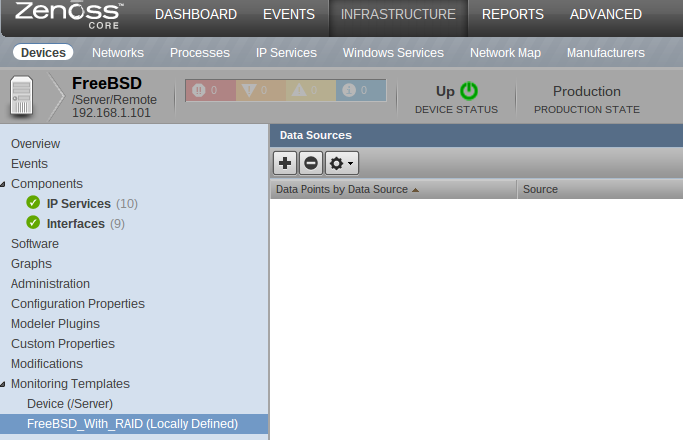 Zenoss™ CORE
DASHBOARD EVENTS INFRASTRUCTURE REPORTS ADVANCED
Devices Networks Processes IP Services Windows Services Network Map Manufacturers
FreeBSD
/Server/Remote
192.168.1.101
0 0 0 0
Up
DEVICE STATUS
Production
PRODUCTION STATE
Overview
Events
Components
IP Services (10)
Interfaces (9)
Software
Graphs
Administration
Configuration Properties
Modeler Plugins
Custom Properties
Modifications
Monitoring Templates
Device (/Server)
FreeBSD_With_RAID (Locally Defined)
Data Sources
Data Points by Data Source Source